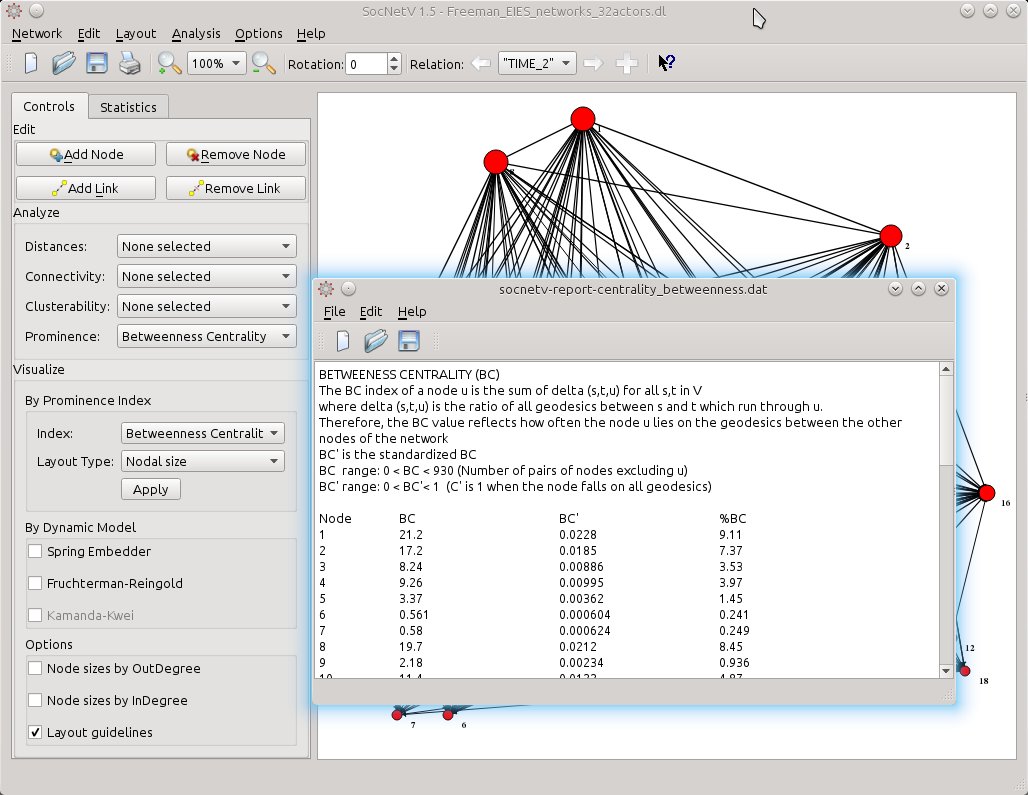 SocNetV 1.5 - Freeman_EIES_networks_32actors.dl
Network Edit Layout Analysis Options Help
100% Rotation: 0 Relation: "TIME_2"
Controls Statistics
Edit
Add Node Remove Node
Add Link Remove Link
Analyze
Distances: None selected
Connectivity: None selected
Clusterability: None selected
Prominence: Betweenness Centrality
Visualize
By Prominence Index
Index: Betweenness Centralit
Layout Type: Nodal size
Apply
By Dynamic Model
Spring Embedder
Fruchterman-Reingold
Kamanda-Kwei
Options
Node sizes by OutDegree
Node sizes by InDegree
Layout guidelines
1
2
socnetv-report-centrality_betweenness.dat
File Edit Help
BETWEENESS CENTRALITY (BC)
The BC index of a node u is the sum of delta (s,t,u) for all s,t in V
where delta (s,t,u) is the ratio of all geodesics between s and t which run through u.
Therefore, the BC value reflects how often the node u lies on the geodesics between the other
nodes of the network
BC' is the standardized BC
BC range: 0 < BC < 930 (Number of pairs of nodes excluding u)
BC' range: 0 < BC'< 1 (C' is 1 when the node falls on all geodesics)
Node BC BC' %BC
1 21.2 0.0228 9.11
2 17.2 0.0185 7.37
3 8.24 0.00886 3.53
4 9.26 0.00995 3.97
5 3.37 0.00362 1.45
6 0.561 0.000604 0.241
7 0.58 0.000624 0.249
8 19.7 0.0212 8.45
9 2.18 0.00234 0.936
16
12
18
7
6